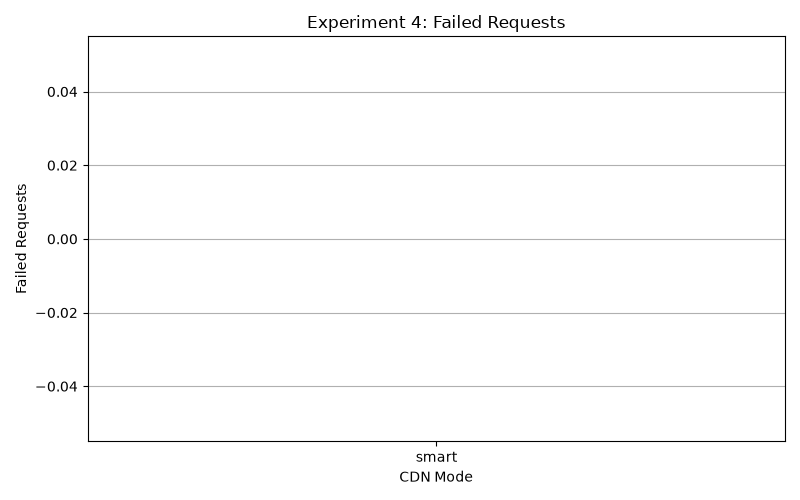 Experiment 4: Failed Requests
0.04
0.02
0.00
−0.02
−0.04
Failed Requests
smart
CDN Mode